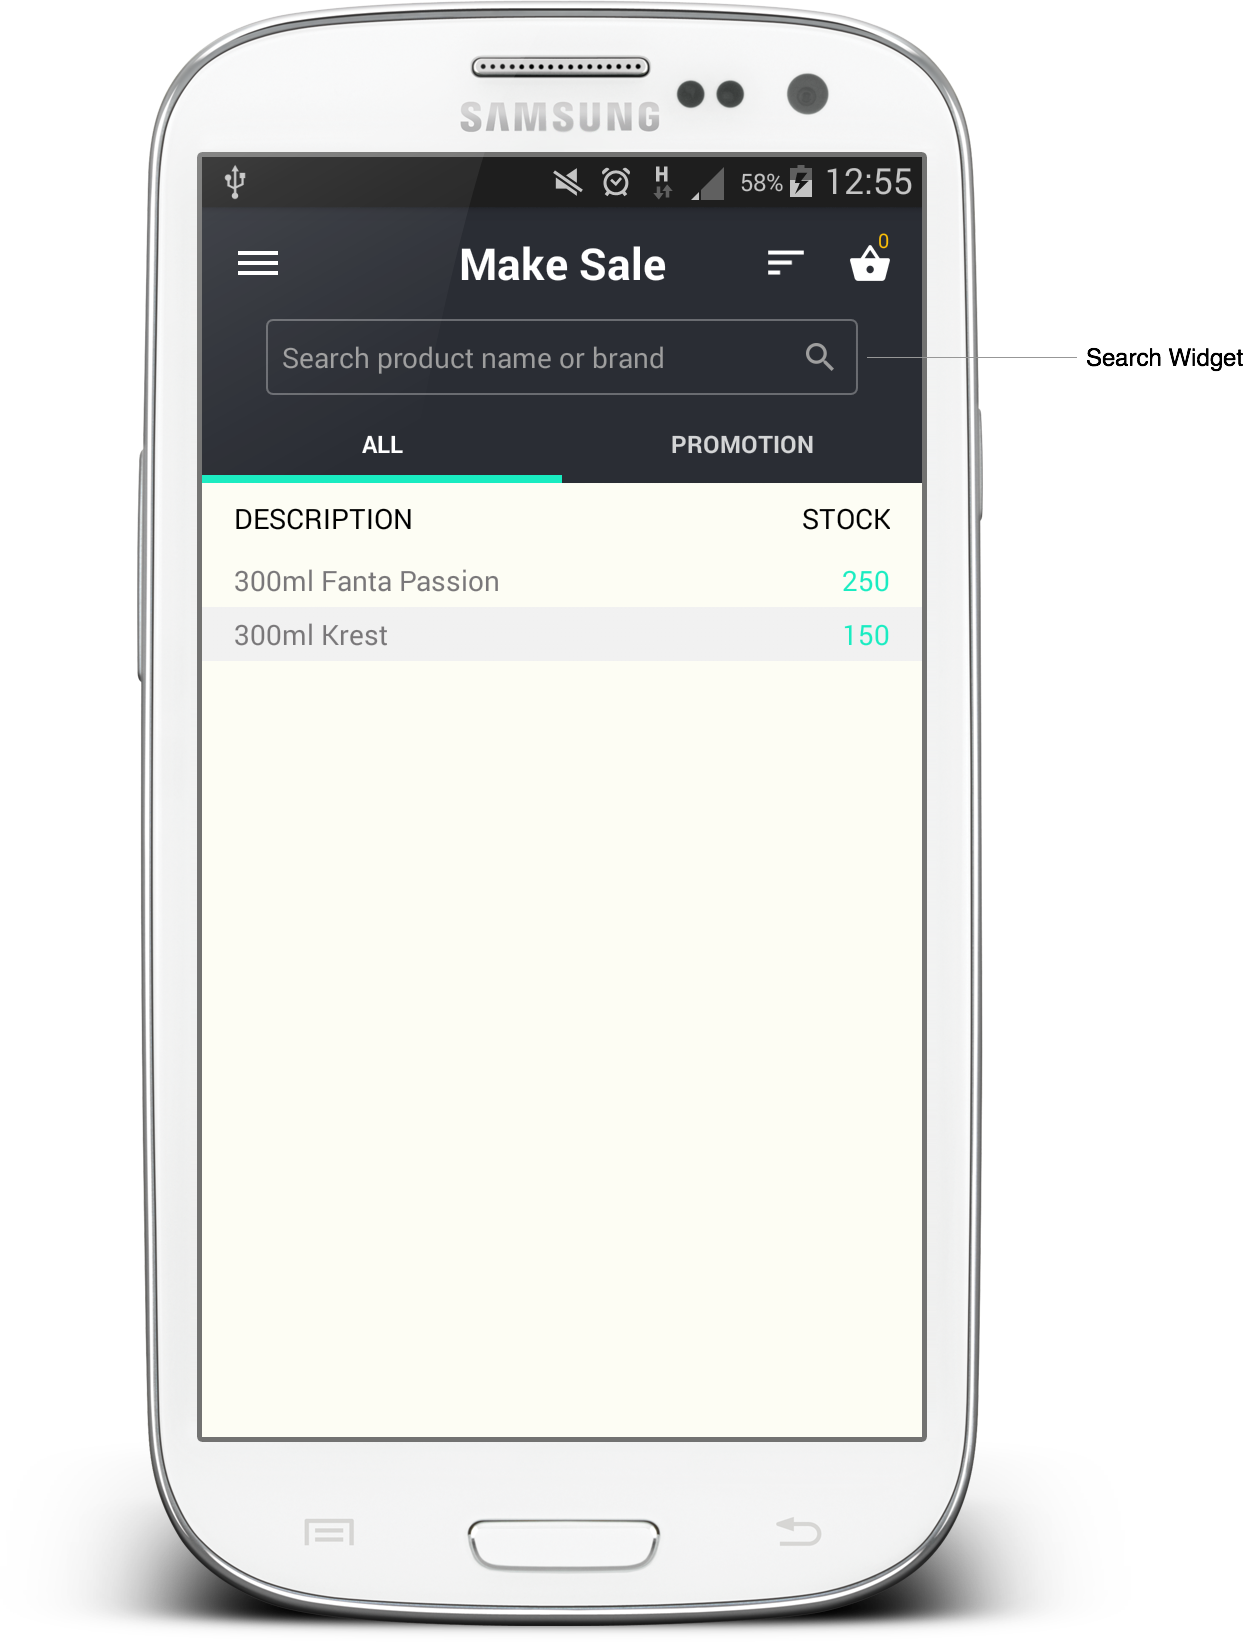 SAMSUNG
H 58% 12:55
Make Sale 0
Search product name or brand
Search Widget
ALL PROMOTION
DESCRIPTION STOCK
300ml Fanta Passion 250
300ml Krest 150